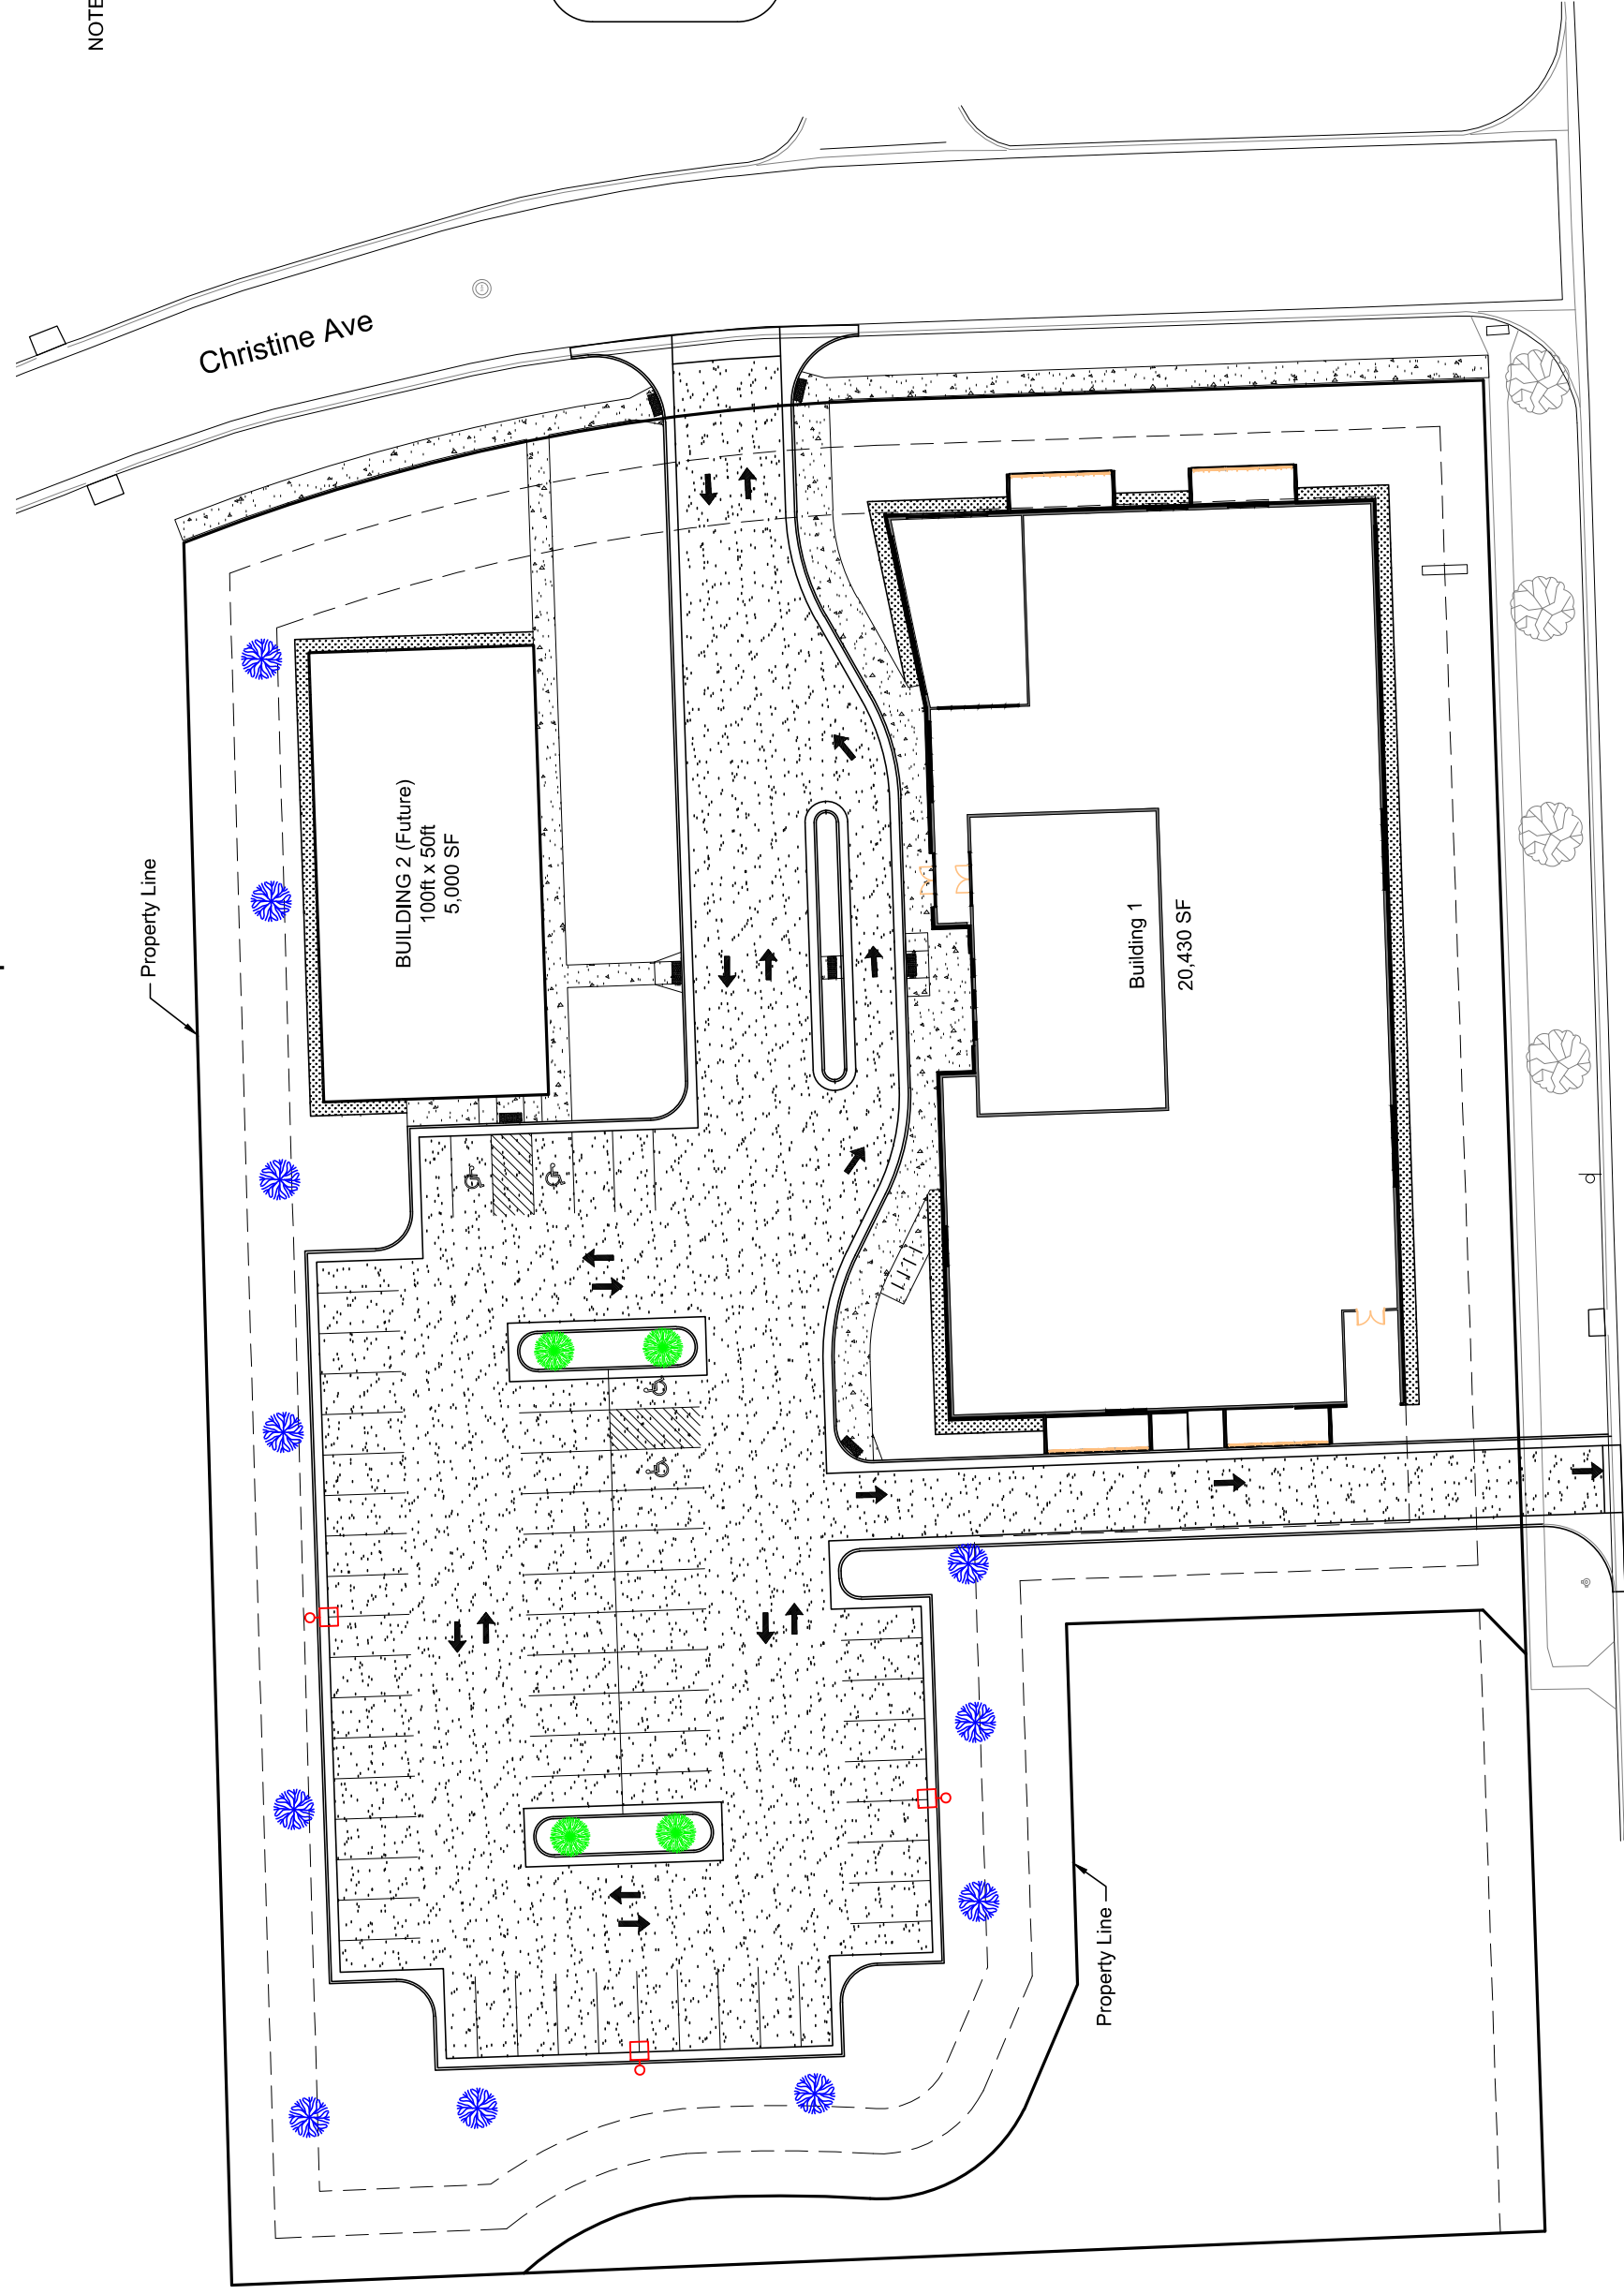 NOTE
Christine Ave
Property Line
BUILDING 2 (Future)
100ft x 50ft
5,000 SF
Building 1
20,430 SF
Property Line